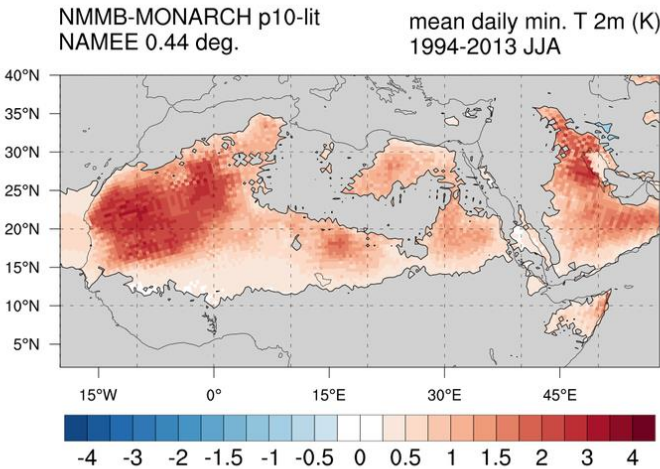 NMMB-MONARCH p10-lit
NAMEE 0.44 deg.
mean daily min. T 2m (K)
1994-2013 JJA
40°N
35°N
30°N
25°N
20°N
15°N
10°N
5°N
15°W 0° 15°E 30°E 45°E
-4 -3 -2 -1.5 -1 -0.5 0 0.5 1 1.5 2 3 4